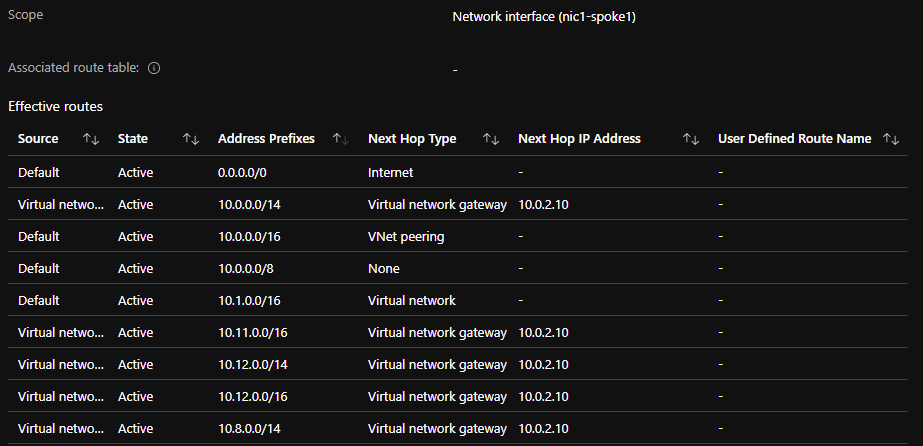 Scope Network interface (nic1-spoke1)
Associated route table: -
Effective routes
Source State Address Prefixes Next Hop Type Next Hop IP Address User Defined Route Name
Default Active 0.0.0.0/0 Internet - -
Virtual netwo... Active 10.0.0.0/14 Virtual network gateway 10.0.2.10 -
Default Active 10.0.0.0/16 VNet peering - -
Default Active 10.0.0.0/8 None - -
Default Active 10.1.0.0/16 Virtual network - -
Virtual netwo... Active 10.11.0.0/16 Virtual network gateway 10.0.2.10 -
Virtual netwo... Active 10.12.0.0/14 Virtual network gateway 10.0.2.10 -
Virtual netwo... Active 10.12.0.0/16 Virtual network gateway 10.0.2.10 -
Virtual netwo... Active 10.8.0.0/14 Virtual network gateway 10.0.2.10 -